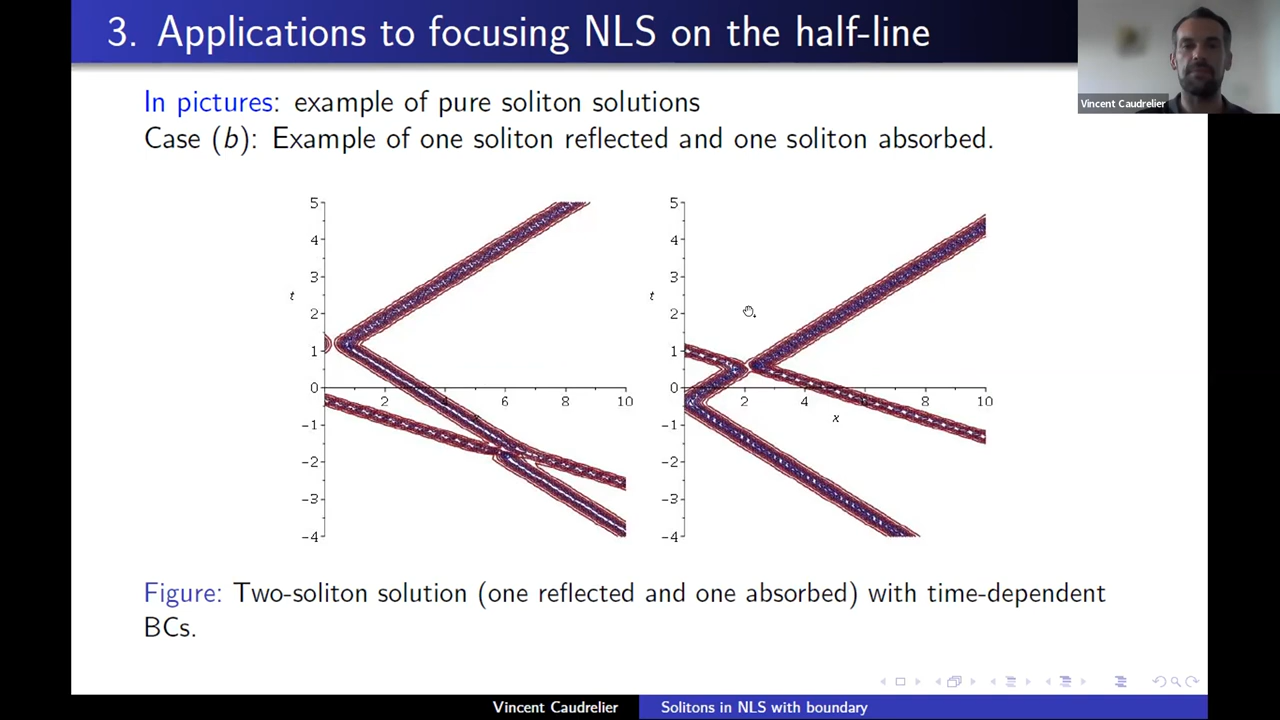 3. Applications to focusing NLS on the half-line
Vincent Caudrelier
In pictures: example of pure soliton solutions
Case (b): Example of one soliton reflected and one soliton absorbed.
5
4
3
2
1
0
−1
−2
−3
−4
t
2
4
6
8
10
x
5
4
3
2
1
0
−1
−2
−3
−4
t
2
4
6
8
10
x
Figure: Two-soliton solution (one reflected and one absorbed) with time-dependent
BCs.
Vincent Caudrelier
Solitons in NLS with boundary